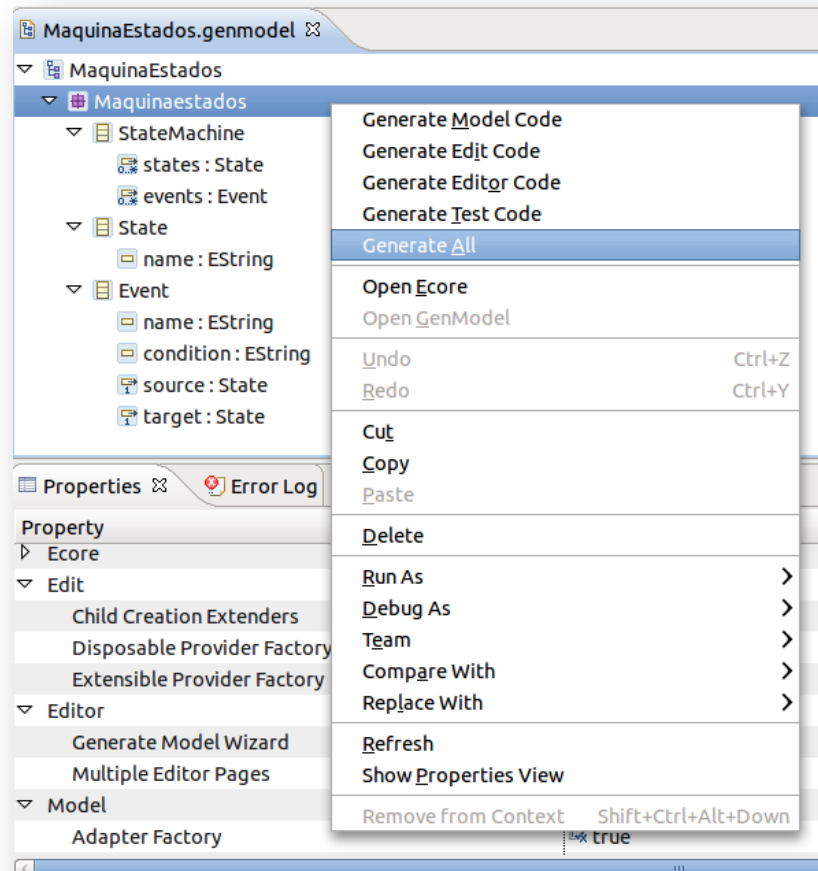 MaquinaEstados.genmodel
MaquinaEstados
Maquinaestados
StateMachine
states : State
events : Event
State
name : EString
Event
name : EString
condition : EString
source : State
target : State
Generate Model Code
Generate Edit Code
Generate Editor Code
Generate Test Code
Generate All
Open Ecore
Open GenModel
Undo Ctrl+Z
Redo Ctrl+Y
Cut
Copy
Paste
Delete
Run As
Debug As
Team
Compare With
Replace With
Refresh
Show Properties View
Remove from Context Shift+Ctrl+Alt+Down
Properties
Error Log
Property
Ecore
Edit
Child Creation Extenders
Disposable Provider Factory
Extensible Provider Factory
Editor
Generate Model Wizard
Multiple Editor Pages
Model
Adapter Factory true